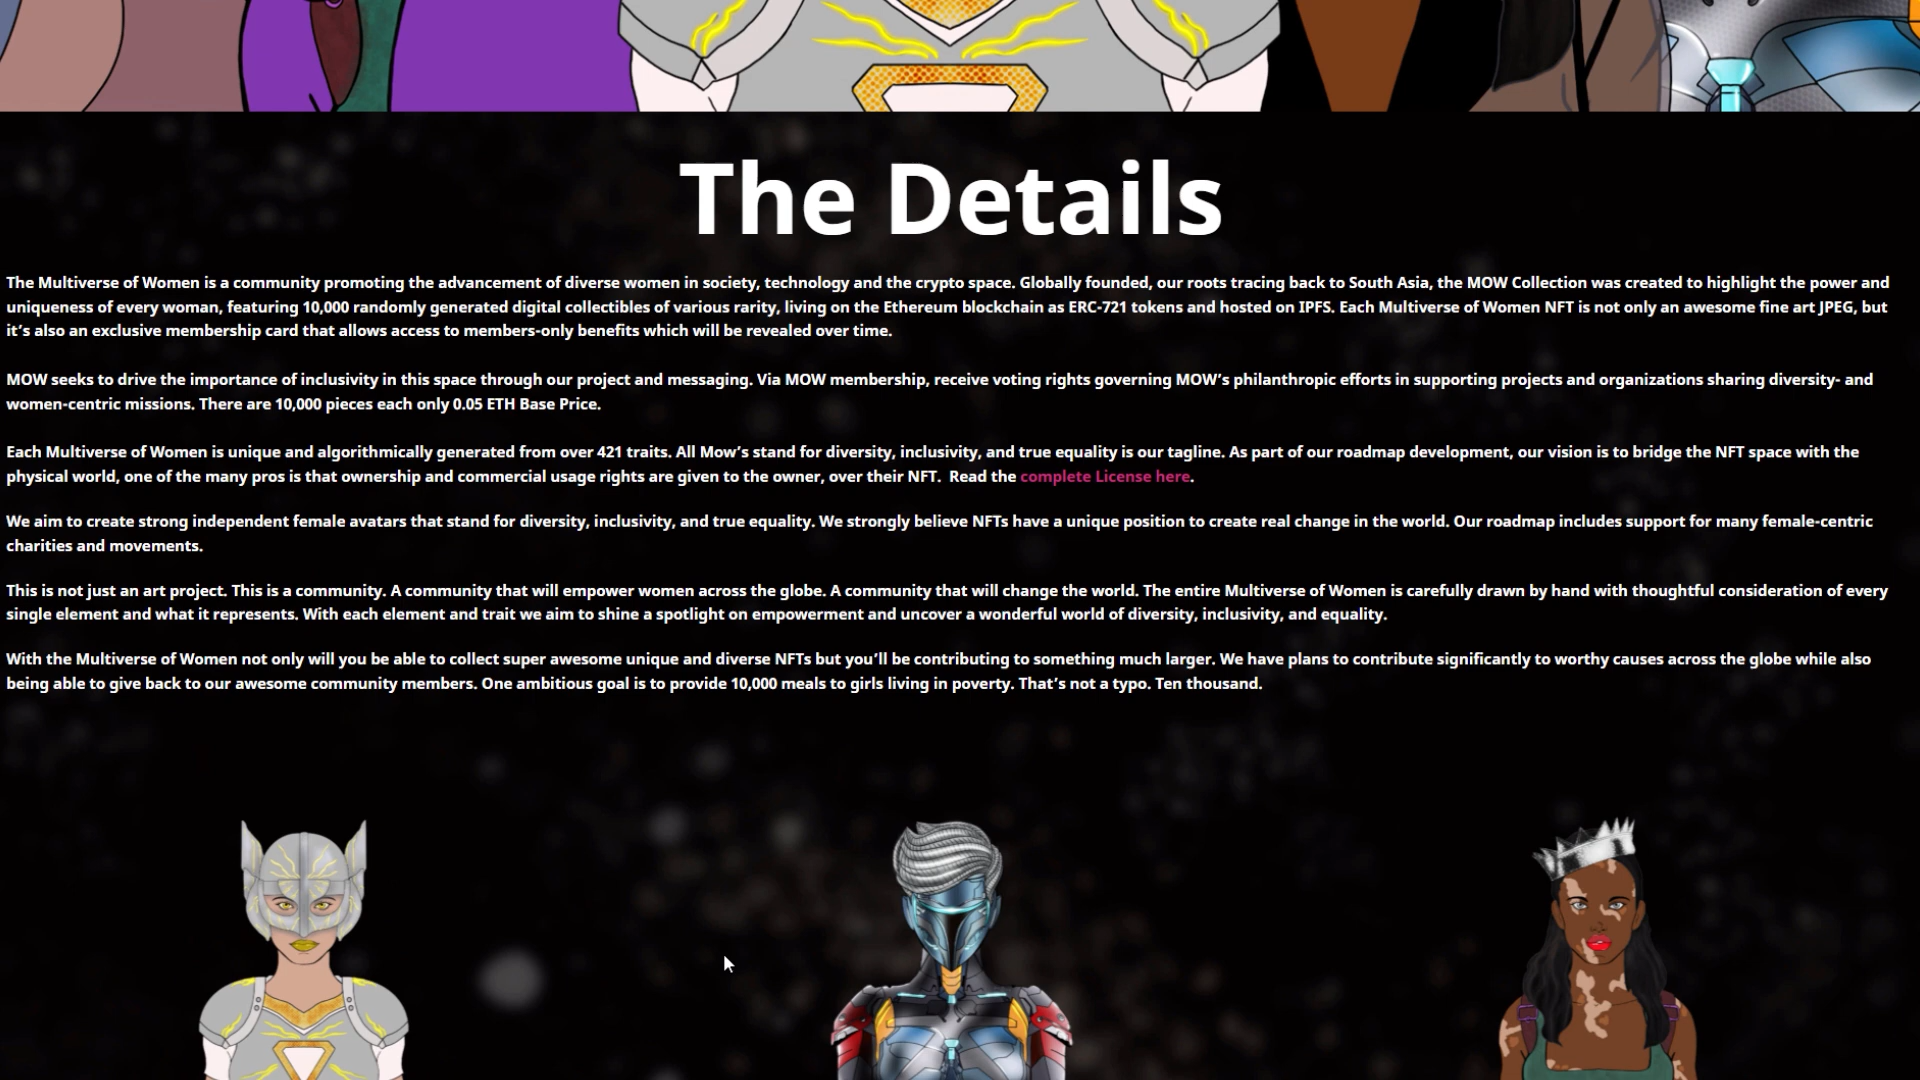 The Details
The Multiverse of Women is a community promoting the advancement of diverse women in society, technology and the crypto space. Globally founded, our roots tracing back to South Asia, the MOW Collection was created to highlight the power and
uniqueness of every woman, featuring 10,000 randomly generated digital collectibles of various rarity, living on the Ethereum blockchain as ERC-721 tokens and hosted on IPFS. Each Multiverse of Women NFT is not only an awesome fine art JPEG, but
it’s also an exclusive membership card that allows access to members-only benefits which will be revealed over time.
MOW seeks to drive the importance of inclusivity in this space through our project and messaging. Via MOW membership, receive voting rights governing MOW’s philanthropic efforts in supporting projects and organizations sharing diversity- and
women-centric missions. There are 10,000 pieces each only 0.05 ETH Base Price.
Each Multiverse of Women is unique and algorithmically generated from over 421 traits. All Mow’s stand for diversity, inclusivity, and true equality is our tagline. As part of our roadmap development, our vision is to bridge the NFT space with the
physical world, one of the many pros is that ownership and commercial usage rights are given to the owner, over their NFT.  Read the complete License here.
We aim to create strong independent female avatars that stand for diversity, inclusivity, and true equality. We strongly believe NFTs have a unique position to create real change in the world. Our roadmap includes support for many female-centric
charities and movements.
This is not just an art project. This is a community. A community that will empower women across the globe. A community that will change the world. The entire Multiverse of Women is carefully drawn by hand with thoughtful consideration of every
single element and what it represents. With each element and trait we aim to shine a spotlight on empowerment and uncover a wonderful world of diversity, inclusivity, and equality.
With the Multiverse of Women not only will you be able to collect super awesome unique and diverse NFTs but you’ll be contributing to something much larger. We have plans to contribute significantly to worthy causes across the globe while also
being able to give back to our awesome community members. One ambitious goal is to provide 10,000 meals to girls living in poverty. That’s not a typo. Ten thousand.